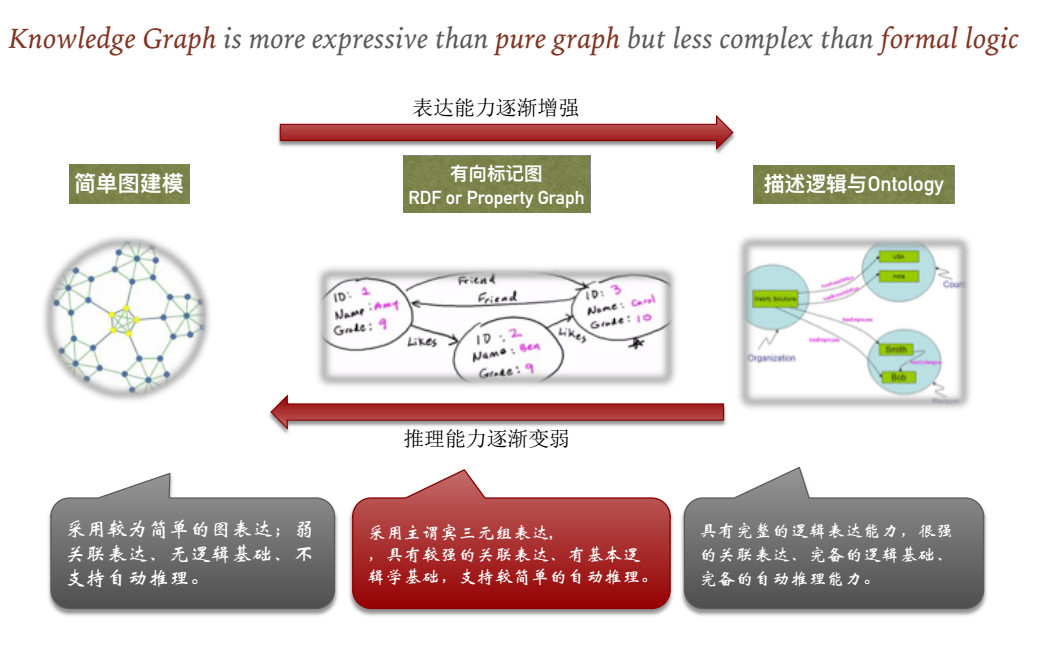 Knowledge Graph is more expressive than pure graph but less complex than formal logic
表达能力逐渐增强
简单图建模
有向标记图
RDF or Property Graph
描述逻辑与Ontology
ID: 1
Name: Amy
Grade: 9
Friend
Friend
Likes
ID: 2
Name: Ben
Grade: 9
Likes
ID: 3
Name: Carol
Grade: 10
USA
India
Coun
Webify Solutions
Organization
Smith
Bob
Person
推理能力逐渐变弱
采用较为简单的图表达；弱
关联表达、无逻辑基础、不
支持自动推理。
采用主谓宾三元组表达,
，具有较强的关联表达、有基本逻
辑学基础，支持较简单的自动推理。
具有完整的逻辑表达能力，很强
的关联表达、完备的逻辑基础、
完备的自动推理能力。